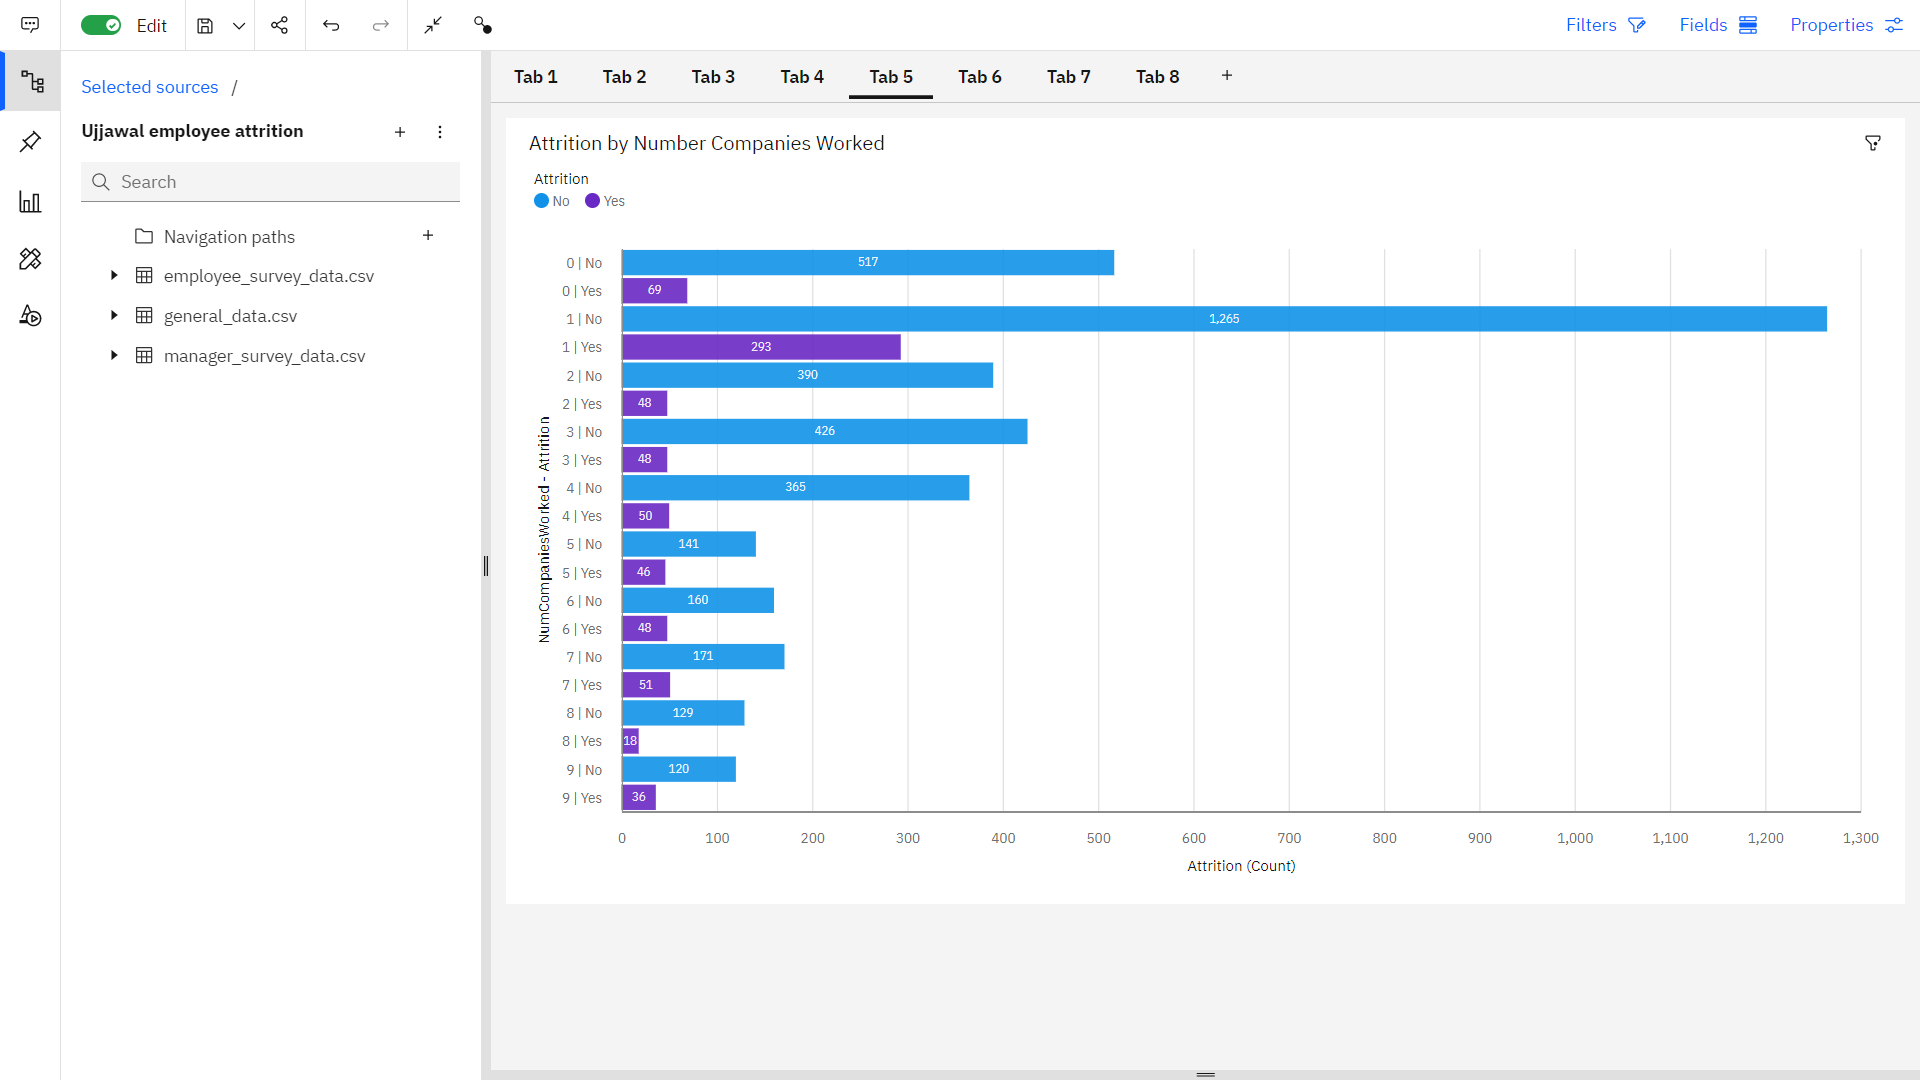 Edit
Filters
Fields
Properties
Selected sources /
Ujjawal employee attrition
Search
Navigation paths
employee_survey_data.csv
general_data.csv
manager_survey_data.csv
Tab 1 Tab 2 Tab 3 Tab 4 Tab 5 Tab 6 Tab 7 Tab 8 +
Attrition by Number Companies Worked
Attrition
No Yes
NumCompaniesWorked - Attrition
0 | No 517
0 | Yes 69
1 | No 1,265
1 | Yes 293
2 | No 390
2 | Yes 48
3 | No 426
3 | Yes 48
4 | No 365
4 | Yes 50
5 | No 141
5 | Yes 46
6 | No 160
6 | Yes 48
7 | No 171
7 | Yes 51
8 | No 129
8 | Yes 18
9 | No 120
9 | Yes 36
0 100 200 300 400 500 600 700 800 900 1,000 1,100 1,200 1,300
Attrition (Count)